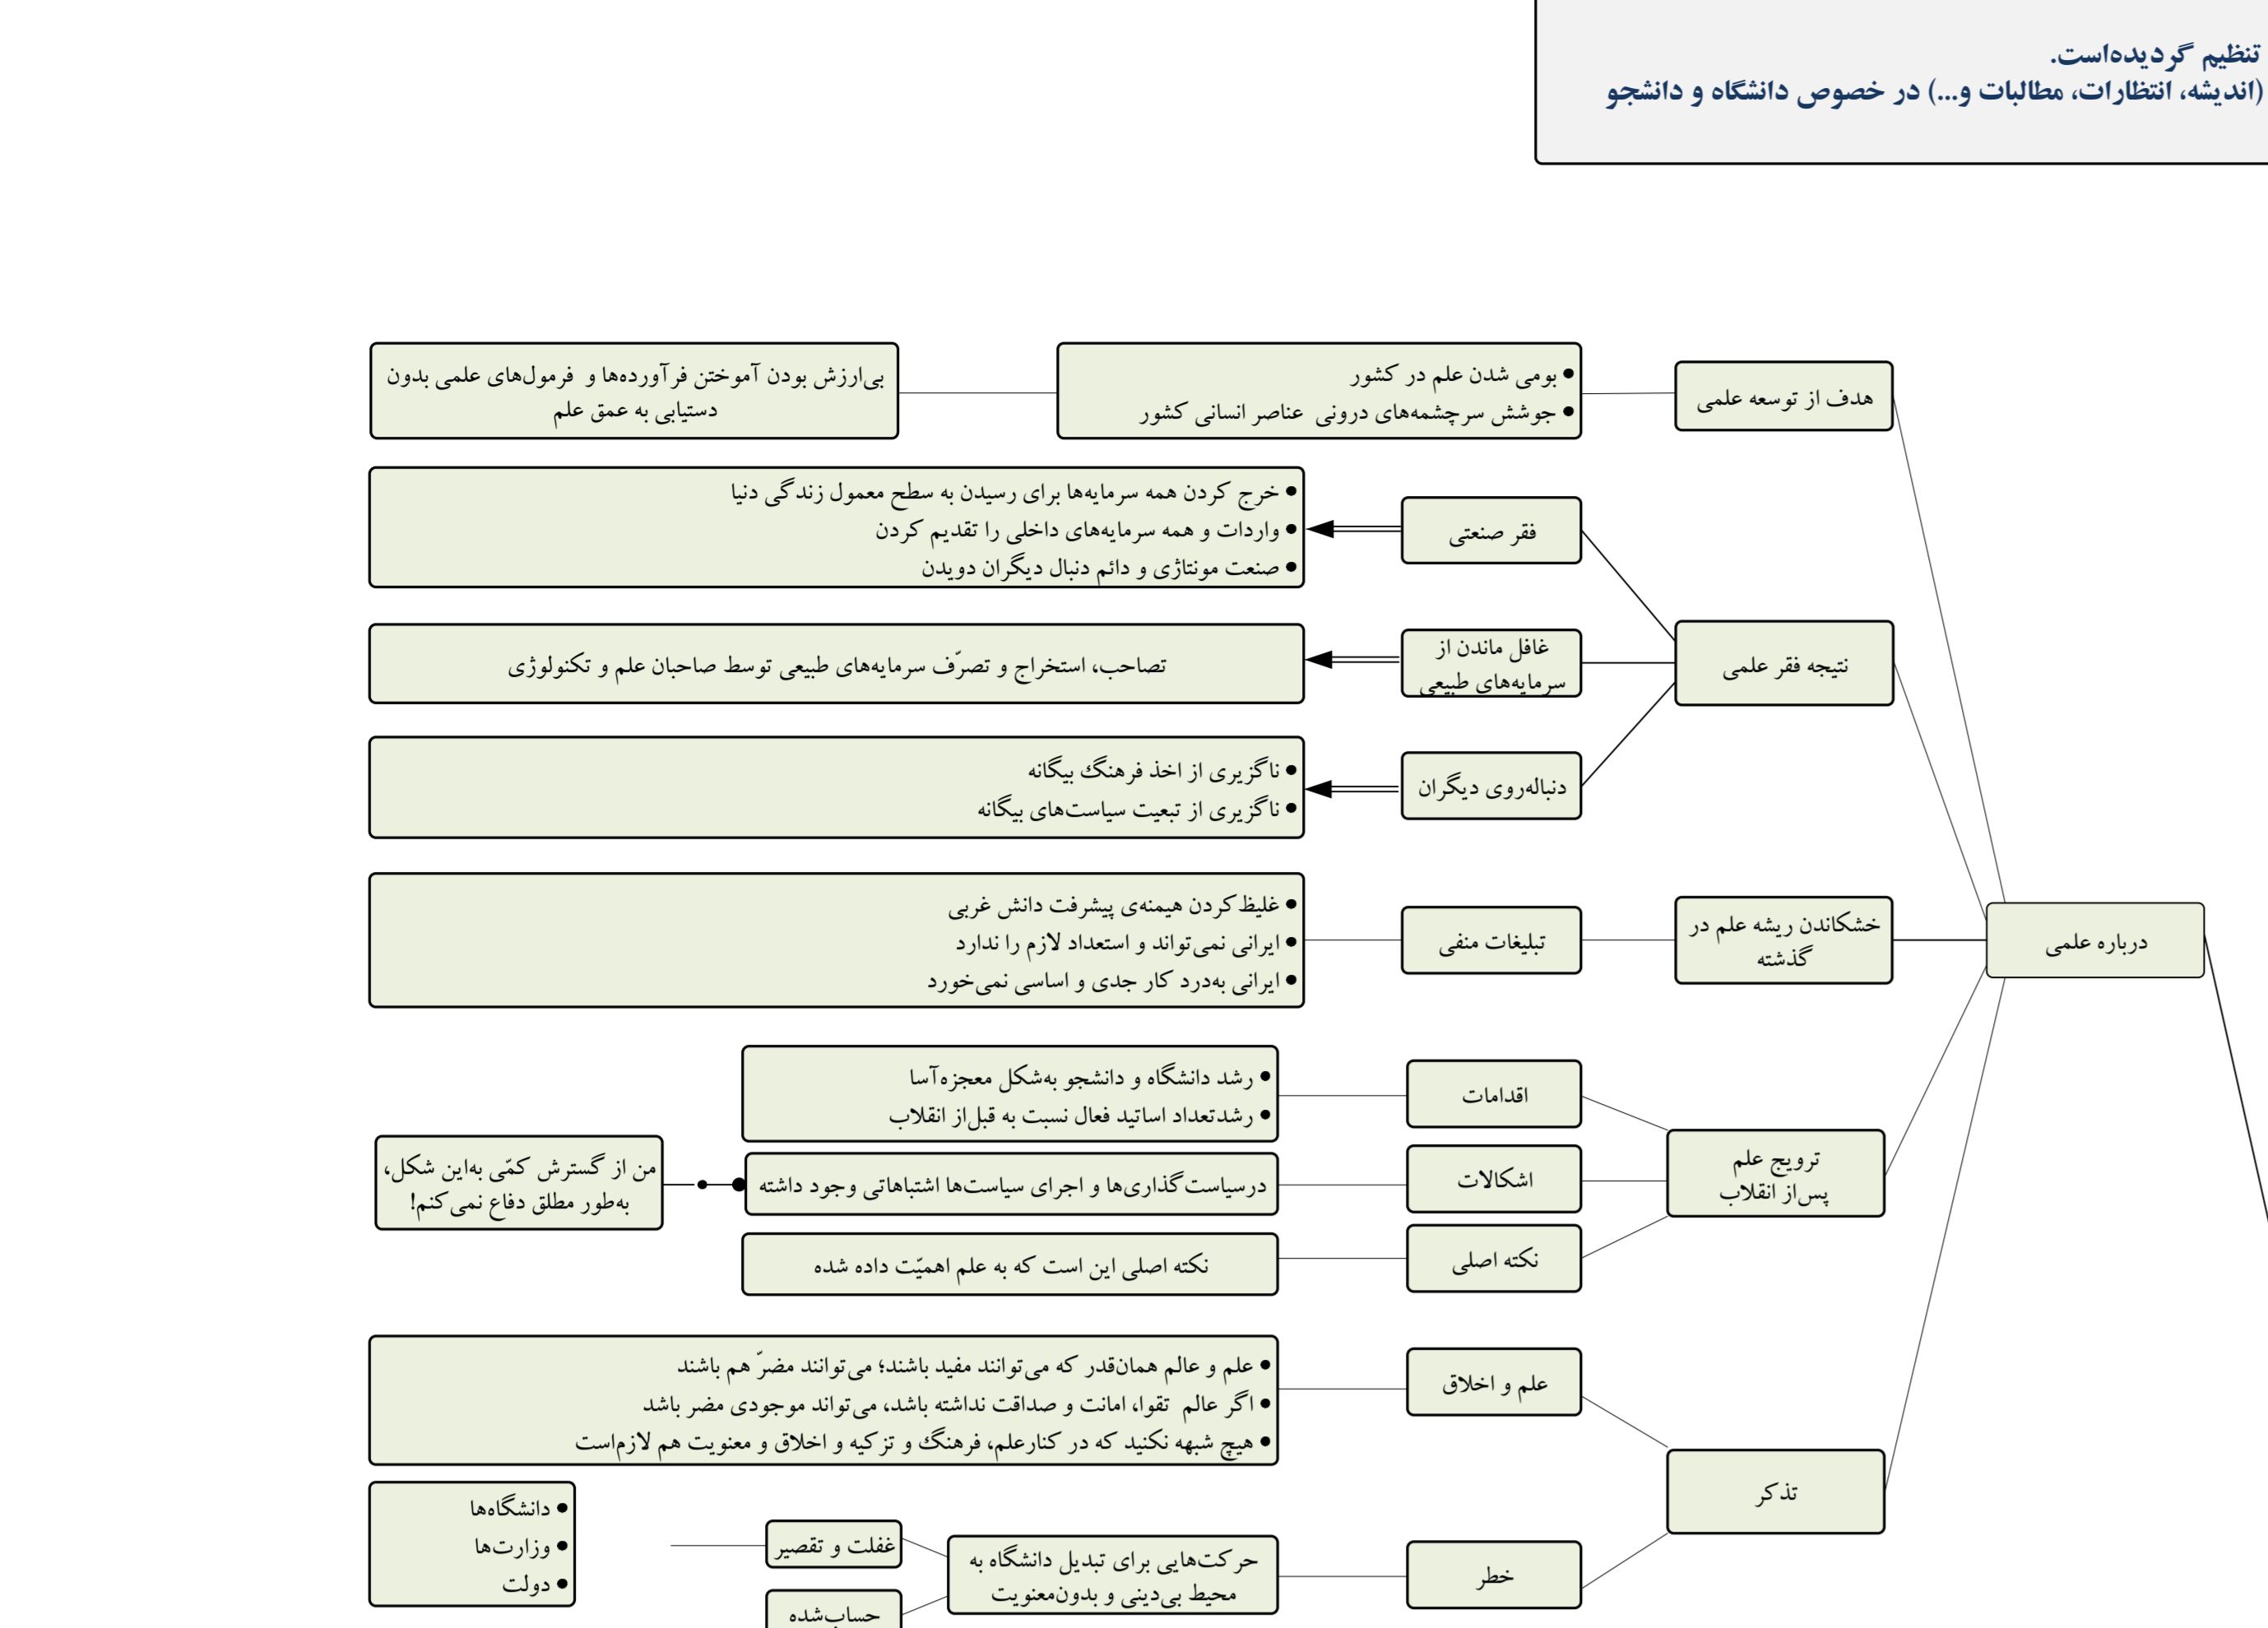 تنظیم گردیده‌است.
(اندیشه، انتظارات، مطالبات و...) در خصوص دانشگاه و دانشجو
درباره علمی
هدف از توسعه علمی
• بومی شدن علم در کشور
• جوشش سرچشمه‌های درونی عناصر انسانی کشور
بی‌ارزش بودن آموختن فرآورده‌ها و فرمول‌های علمی بدون
دستیابی به عمق علم
نتیجه فقر علمی
فقر صنعتی
• خرج کردن همه سرمایه‌ها برای رسیدن به سطح معمول زندگی دنیا
• واردات و همه سرمایه‌های داخلی را تقدیم کردن
• صنعت مونتاژی و دائم دنبال دیگران دویدن
غافل ماندن از
سرمایه‌های طبیعی
تصاحب، استخراج و تصرّف سرمایه‌های طبیعی توسط صاحبان علم و تکنولوژی
دنباله‌روی دیگران
• ناگزیری از اخذ فرهنگ بیگانه
• ناگزیری از تبعیت سیاست‌های بیگانه
خشکاندن ریشه علم در
گذشته
تبلیغات منفی
• غلیظ کردن هیمنه‌ی پیشرفت دانش غربی
• ایرانی نمی‌تواند و استعداد لازم را ندارد
• ایرانی به‌درد کار جدی و اساسی نمی‌خورد
ترویج علم
پس‌از انقلاب
اقدامات
• رشد دانشگاه و دانشجو به‌شکل معجزه‌آسا
• رشدتعداد اساتید فعال نسبت به قبل‌از انقلاب
اشکالات
درسیاست‌گذاری‌ها و اجرای سیاست‌ها اشتباهاتی وجود داشته
من از گسترش کمّی به‌این شکل،
به‌طور مطلق دفاع نمی‌کنم!
نکته اصلی
نکته اصلی این است که به علم اهمیّت داده شده
تذکر
علم و اخلاق
• علم و عالم همان‌قدر که می‌توانند مفید باشند؛ می‌توانند مضرّ هم باشند
• اگر عالم تقوا، امانت و صداقت نداشته باشد، می‌تواند موجودی مضر باشد
• هیچ شبهه نکنید که در کنارعلم، فرهنگ و تزکیه و اخلاق و معنویت هم لازم‌است
خطر
حرکت‌هایی برای تبدیل دانشگاه به
محیط بی‌دینی و بدون‌معنویت
غفلت و تقصیر
• دانشگاه‌ها
• وزارت‌ها
• دولت
حساب‌شده